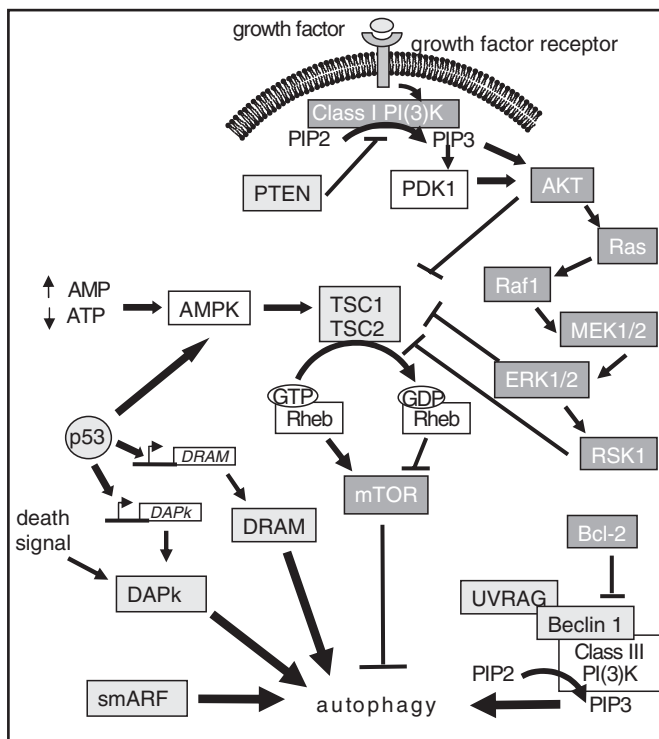 growth factor
growth factor receptor
Class I PI(3)K
PIP2
PIP3
PTEN
PDK1
AKT
Ras
Raf1
MEK1/2
ERK1/2
RSK1
AMP
ATP
AMPK
TSC1
TSC2
GTP
Rheb
GDP
Rheb
p53
DRAM
DAPk
mTOR
death
signal
DRAM
DAPk
Bcl-2
UVRAG
Beclin 1
Class III
PI(3)K
PIP2
PIP3
smARF
autophagy